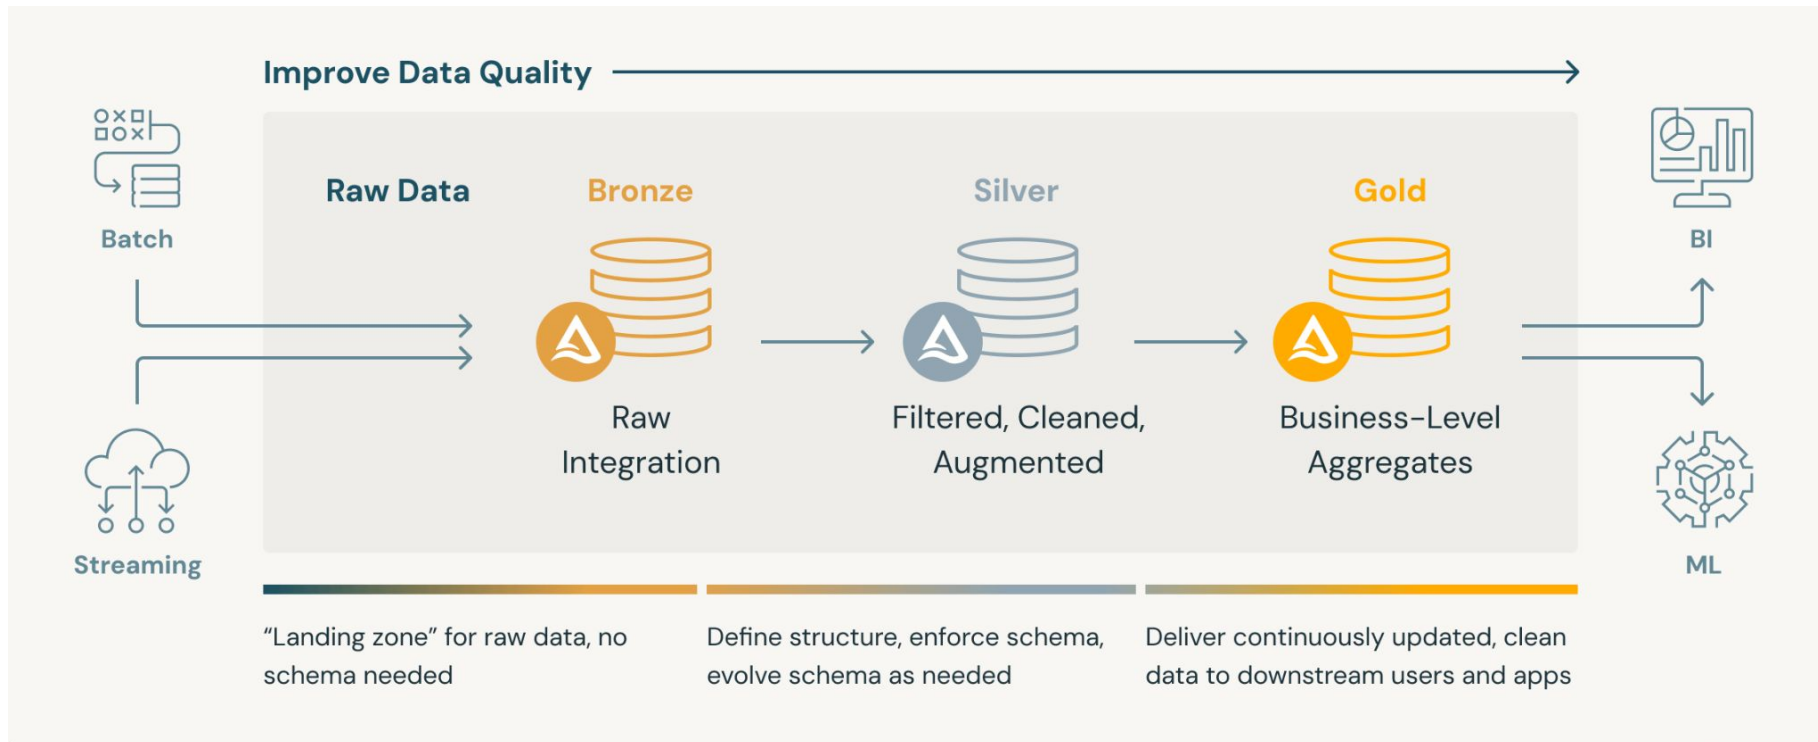 Improve Data Quality
Batch
Raw Data
Bronze
Silver
Gold
BI
Raw
Integration
Filtered, Cleaned,
Augmented
Business-Level
Aggregates
Streaming
ML
“Landing zone” for raw data, no
schema needed
Define structure, enforce schema,
evolve schema as needed
Deliver continuously updated, clean
data to downstream users and apps